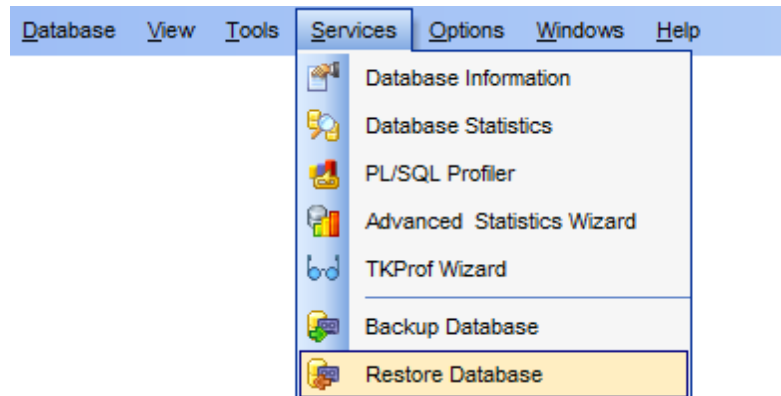 Database View Tools Services Options Windows Help
Database Information
Database Statistics
PL/SQL Profiler
Advanced Statistics Wizard
TKProf Wizard
Backup Database
Restore Database